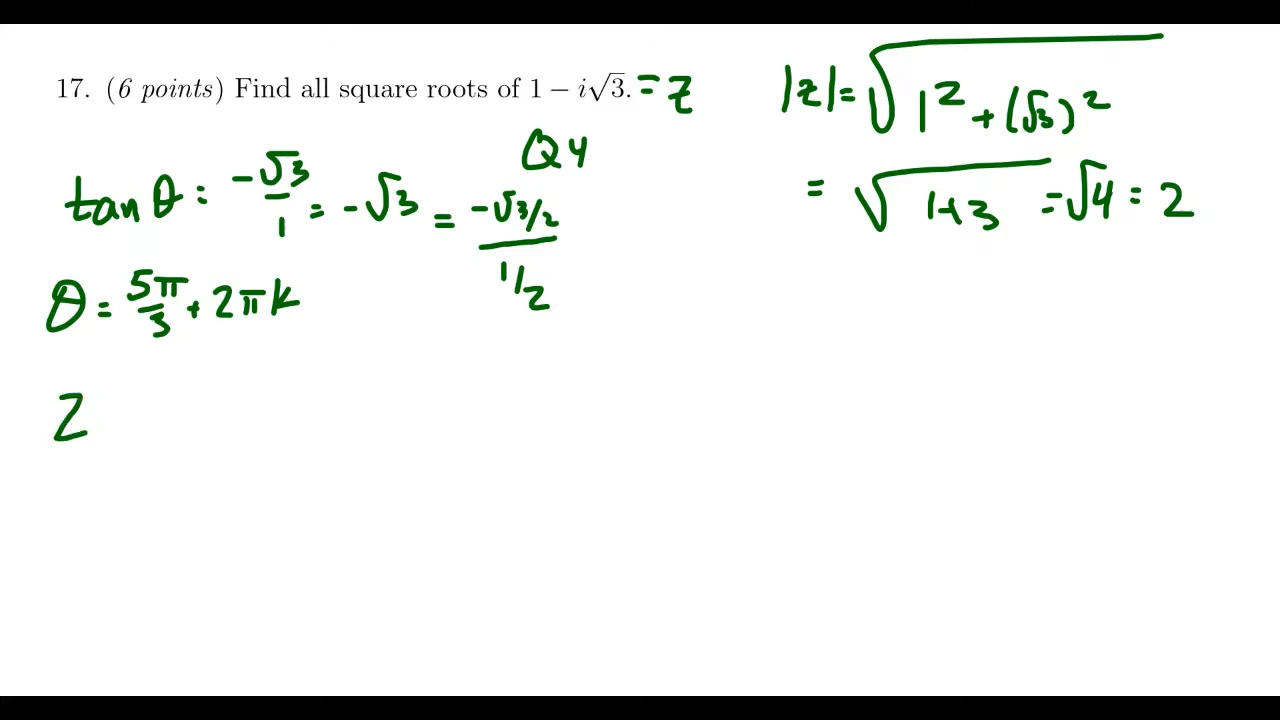 17. (6 points) Find all square roots of 1 − i√3. = z
|z| = √(1² + (√3)²)
= √(1+3) = √4 = 2
Q4
tan θ = -√3/1 = -√3 = (-√3/2)/(1/2)
θ = 5π/3 + 2πk
z